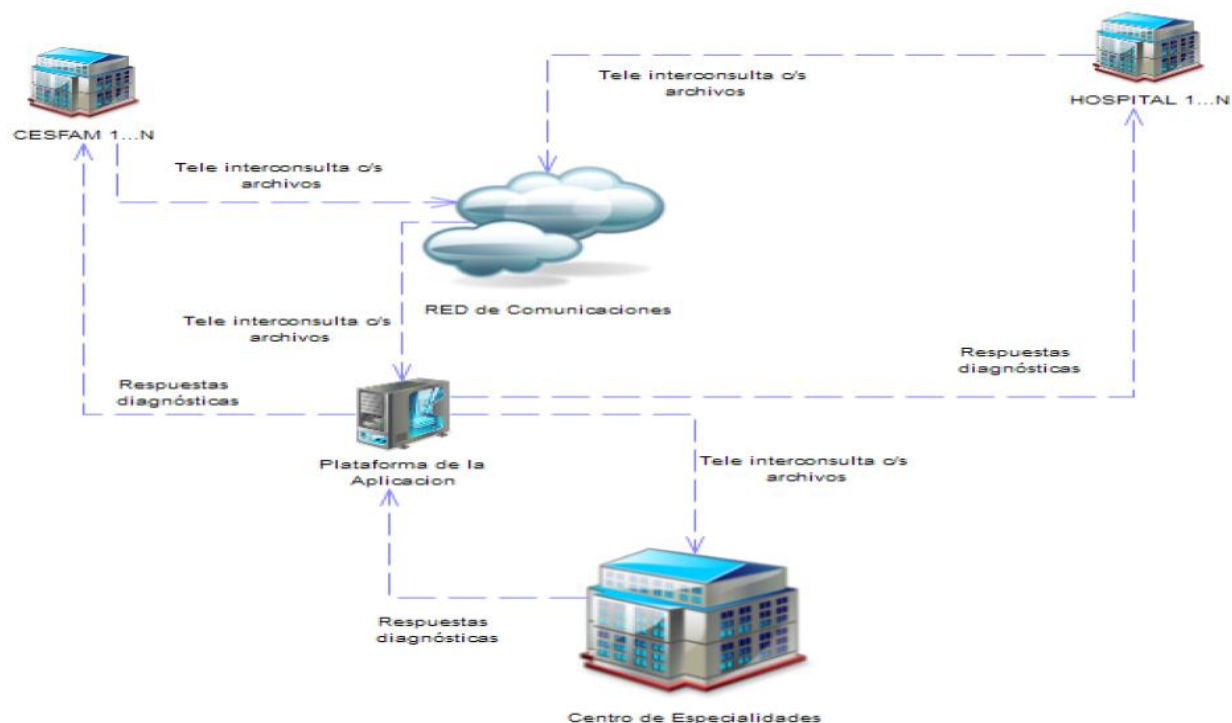 Tele interconsulta c/s
archivos
HOSPITAL 1...N
CESFAM 1...N
Tele interconsulta c/s
archivos
RED de Comunicaciones
Tele interconsulta c/s
archivos
Respuestas
diagnósticas
Respuestas
diagnósticas
Plataforma de la
Aplicacion
Tele interconsulta c/s
archivos
Respuestas
diagnósticas
Centro de Especialidades